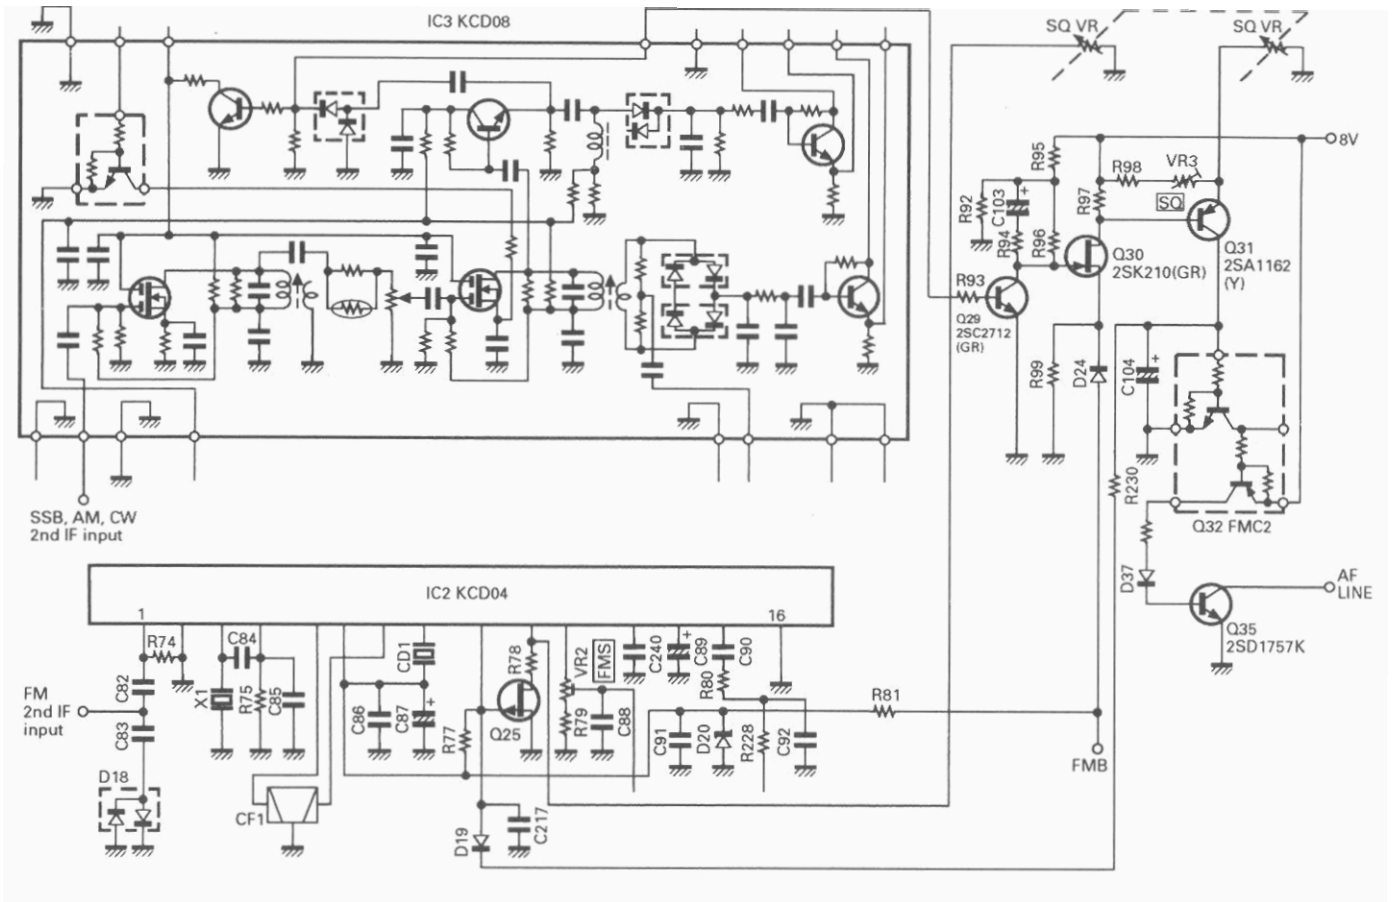 IC3 KCD08
SQ VR
SQ VR
8V
R95
R98
VR3
SQ
R92
C103
+
R94
R96
R97
Q30
2SK210(GR)
Q31
2SA1162
(Y)
R93
Q29
2SC2712
(GR)
R99
D24
C104
+
R230
Q32 FMC2
SSB, AM, CW
2nd IF input
D37
AF
LINE
Q35
2SD1757K
IC2 KCD04
1
16
R74
C84
CD1
R78
VR2
FMS
C240
+
C89
C90
FM
2nd IF
input
C82
C83
X1
R75
C85
C86
C87
+
R77
Q25
R79
C88
R80
R81
C91
D20
R228
C92
FMB
D18
CF1
D19
C217